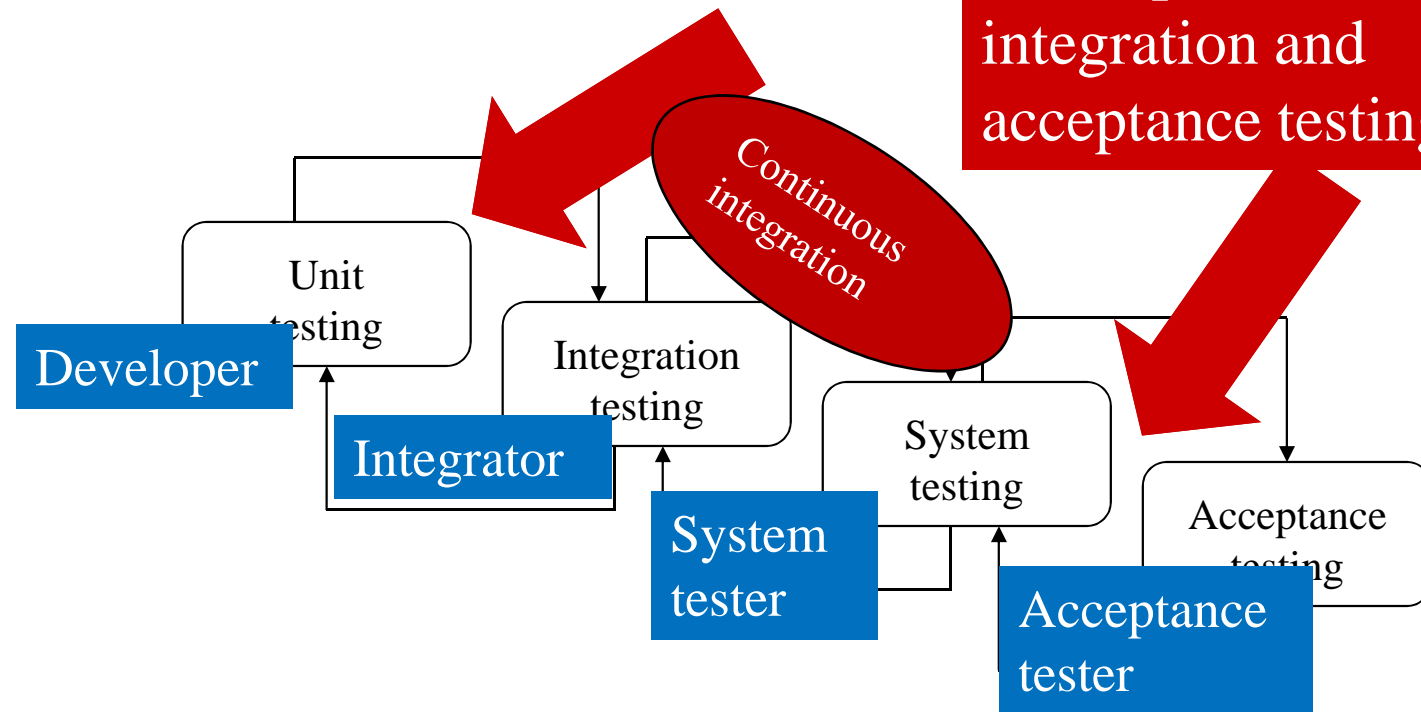 integration and
acceptance testing
Continuous
integration
Unit
testing
Developer
Integration
testing
Integrator
System
testing
System
tester
Acceptance
testing
Acceptance
tester